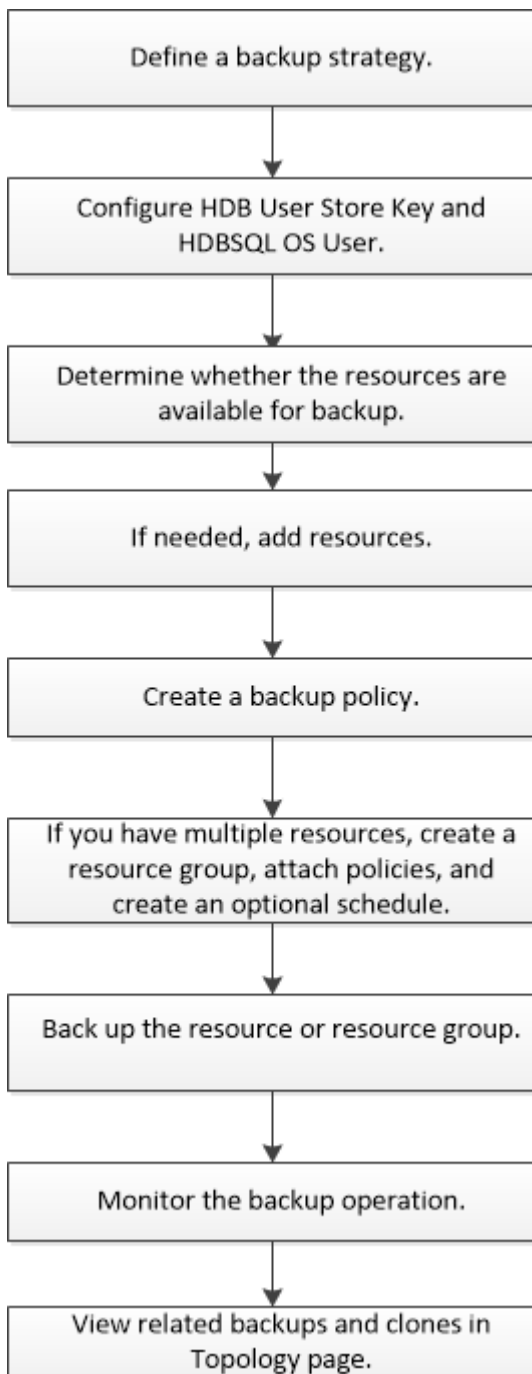 Define a backup strategy.
Configure HDB User Store Key and
HDBSQL OS User.
Determine whether the resources are
available for backup.
If needed, add resources.
Create a backup policy.
If you have multiple resources, create a
resource group, attach policies, and
create an optional schedule.
Back up the resource or resource group.
Monitor the backup operation.
View related backups and clones in
Topology page.